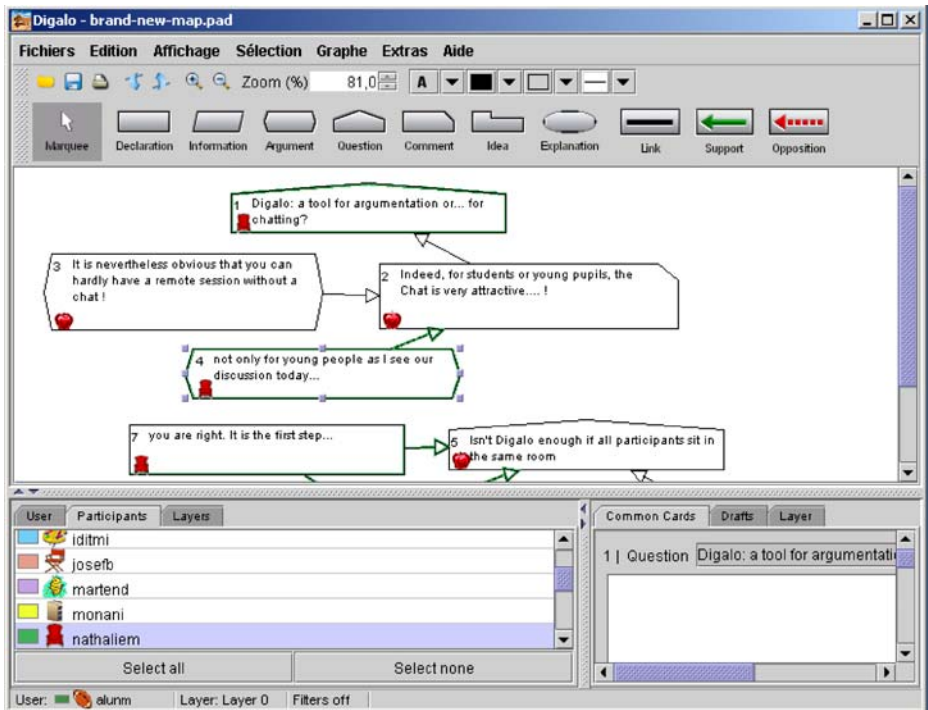 Digalo - brand-new-map.pad
Fichiers Edition Affichage Sélection Graphe Extras Aide
Zoom (%) 81,0 A
Marquee Declaration Information Argument Question Comment Idea Explanation Link Support Opposition
1 Digalo: a tool for argumentation or... for
chatting?
3 It is nevertheless obvious that you can
hardly have a remote session without a
chat !
2 Indeed, for students or young pupils, the
Chat is very attractive.... !
4 not only for young people as I see our
discussion today...
7 you are right. It is the first step...
5 Isn't Digalo enough if all participants sit in
the same room
User Participants Layers
iditmi
josefb
martend
monani
nathaliem
Select all Select none
Common Cards Drafts Layer
1 | Question Digalo: a tool for argumentati
User: alunm Layer: Layer 0 Filters off